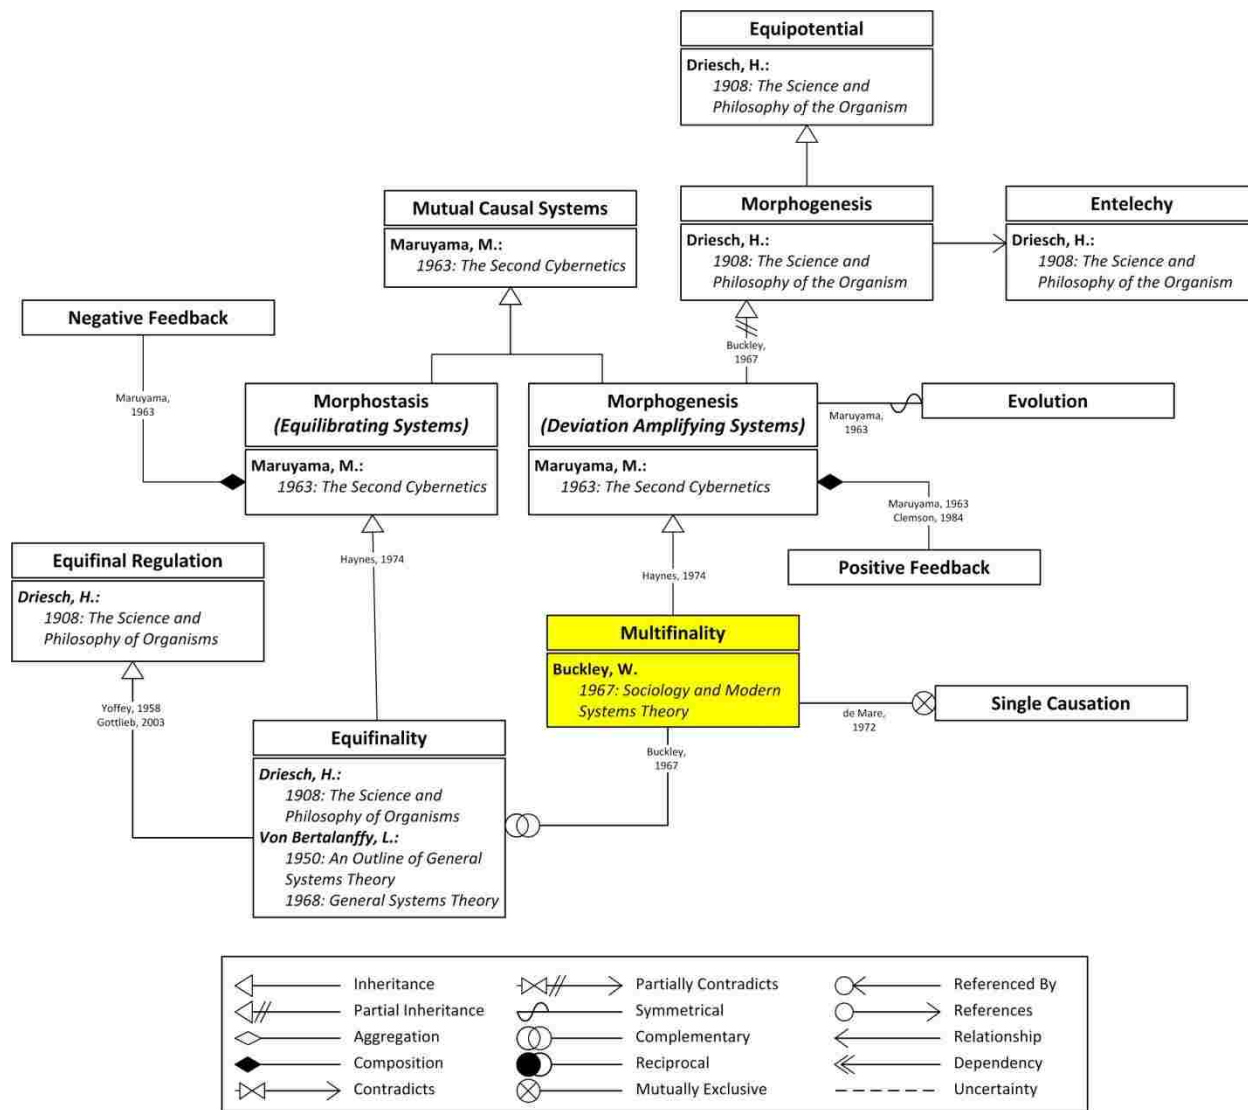 Equipotential
Driesch, H.:
1908: The Science and
Philosophy of the Organism
Mutual Causal Systems
Maruyama, M.:
1963: The Second Cybernetics
Morphogenesis
Driesch, H.:
1908: The Science and
Philosophy of the Organism
Entelechy
Driesch, H.:
1908: The Science and
Philosophy of the Organism
Negative Feedback
Buckley,
1967
Maruyama,
1963
Morphostasis
(Equilibrating Systems)
Maruyama, M.:
1963: The Second Cybernetics
Morphogenesis
(Deviation Amplifying Systems)
Maruyama, M.:
1963: The Second Cybernetics
Maruyama,
1963
Evolution
Maruyama, 1963
Clemson, 1984
Positive Feedback
Equifinal Regulation
Driesch, H.:
1908: The Science and
Philosophy of Organisms
Haynes, 1974
Haynes, 1974
Multifinality
Buckley, W.
1967: Sociology and Modern
Systems Theory
de Mare,
1972
Single Causation
Yoffey, 1958
Gottlieb, 2003
Buckley,
1967
Equifinality
Driesch, H.:
1908: The Science and
Philosophy of Organisms
Von Bertalanffy, L.:
1950: An Outline of General
Systems Theory
1968: General Systems Theory
Inheritance
Partial Inheritance
Aggregation
Composition
Contradicts
Partially Contradicts
Symmetrical
Complementary
Reciprocal
Mutually Exclusive
Referenced By
References
Relationship
Dependency
Uncertainty